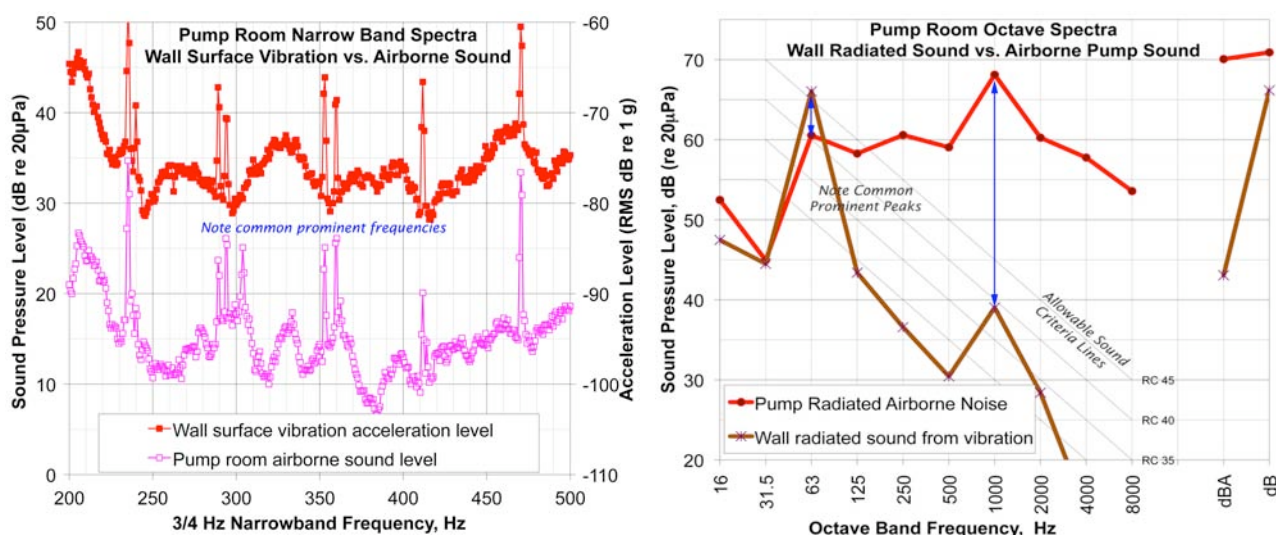 Pump Room Narrow Band Spectra
Wall Surface Vibration vs. Airborne Sound
Sound Pressure Level (dB re 20µPa)
50
40
30
20
10
0
-60
-70
-80
-90
-100
-110
Acceleration Level (RMS dB re 1 g)
Note common prominent frequencies
Wall surface vibration acceleration level
Pump room airborne sound level
200
250
300
350
400
450
500
3/4 Hz Narrowband Frequency, Hz
Pump Room Octave Spectra
Wall Radiated Sound vs. Airborne Pump Sound
Sound Pressure Level, dB (re 20µPa)
70
60
50
40
30
20
Note Common
Prominent Peaks
Allowable Sound
Criteria Lines
RC 45
RC 40
RC 35
Pump Radiated Airborne Noise
Wall radiated sound from vibration
16
31.5
63
125
250
500
1000
2000
4000
8000
dBA
dB
Octave Band Frequency, Hz